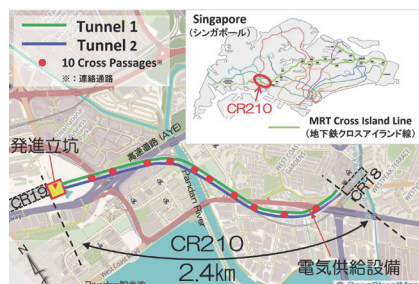 Tunnel 1
Tunnel 2
10 Cross Passages※
※：連絡通路
Singapore
(シンガポール)
CR210
MRT Cross Island Line
(地下鉄クロスアイランド線)
発進立坑
CR19
高速道路(AYE)
Pandan River
CR18
CR210
2.4km
電気供給設備
N